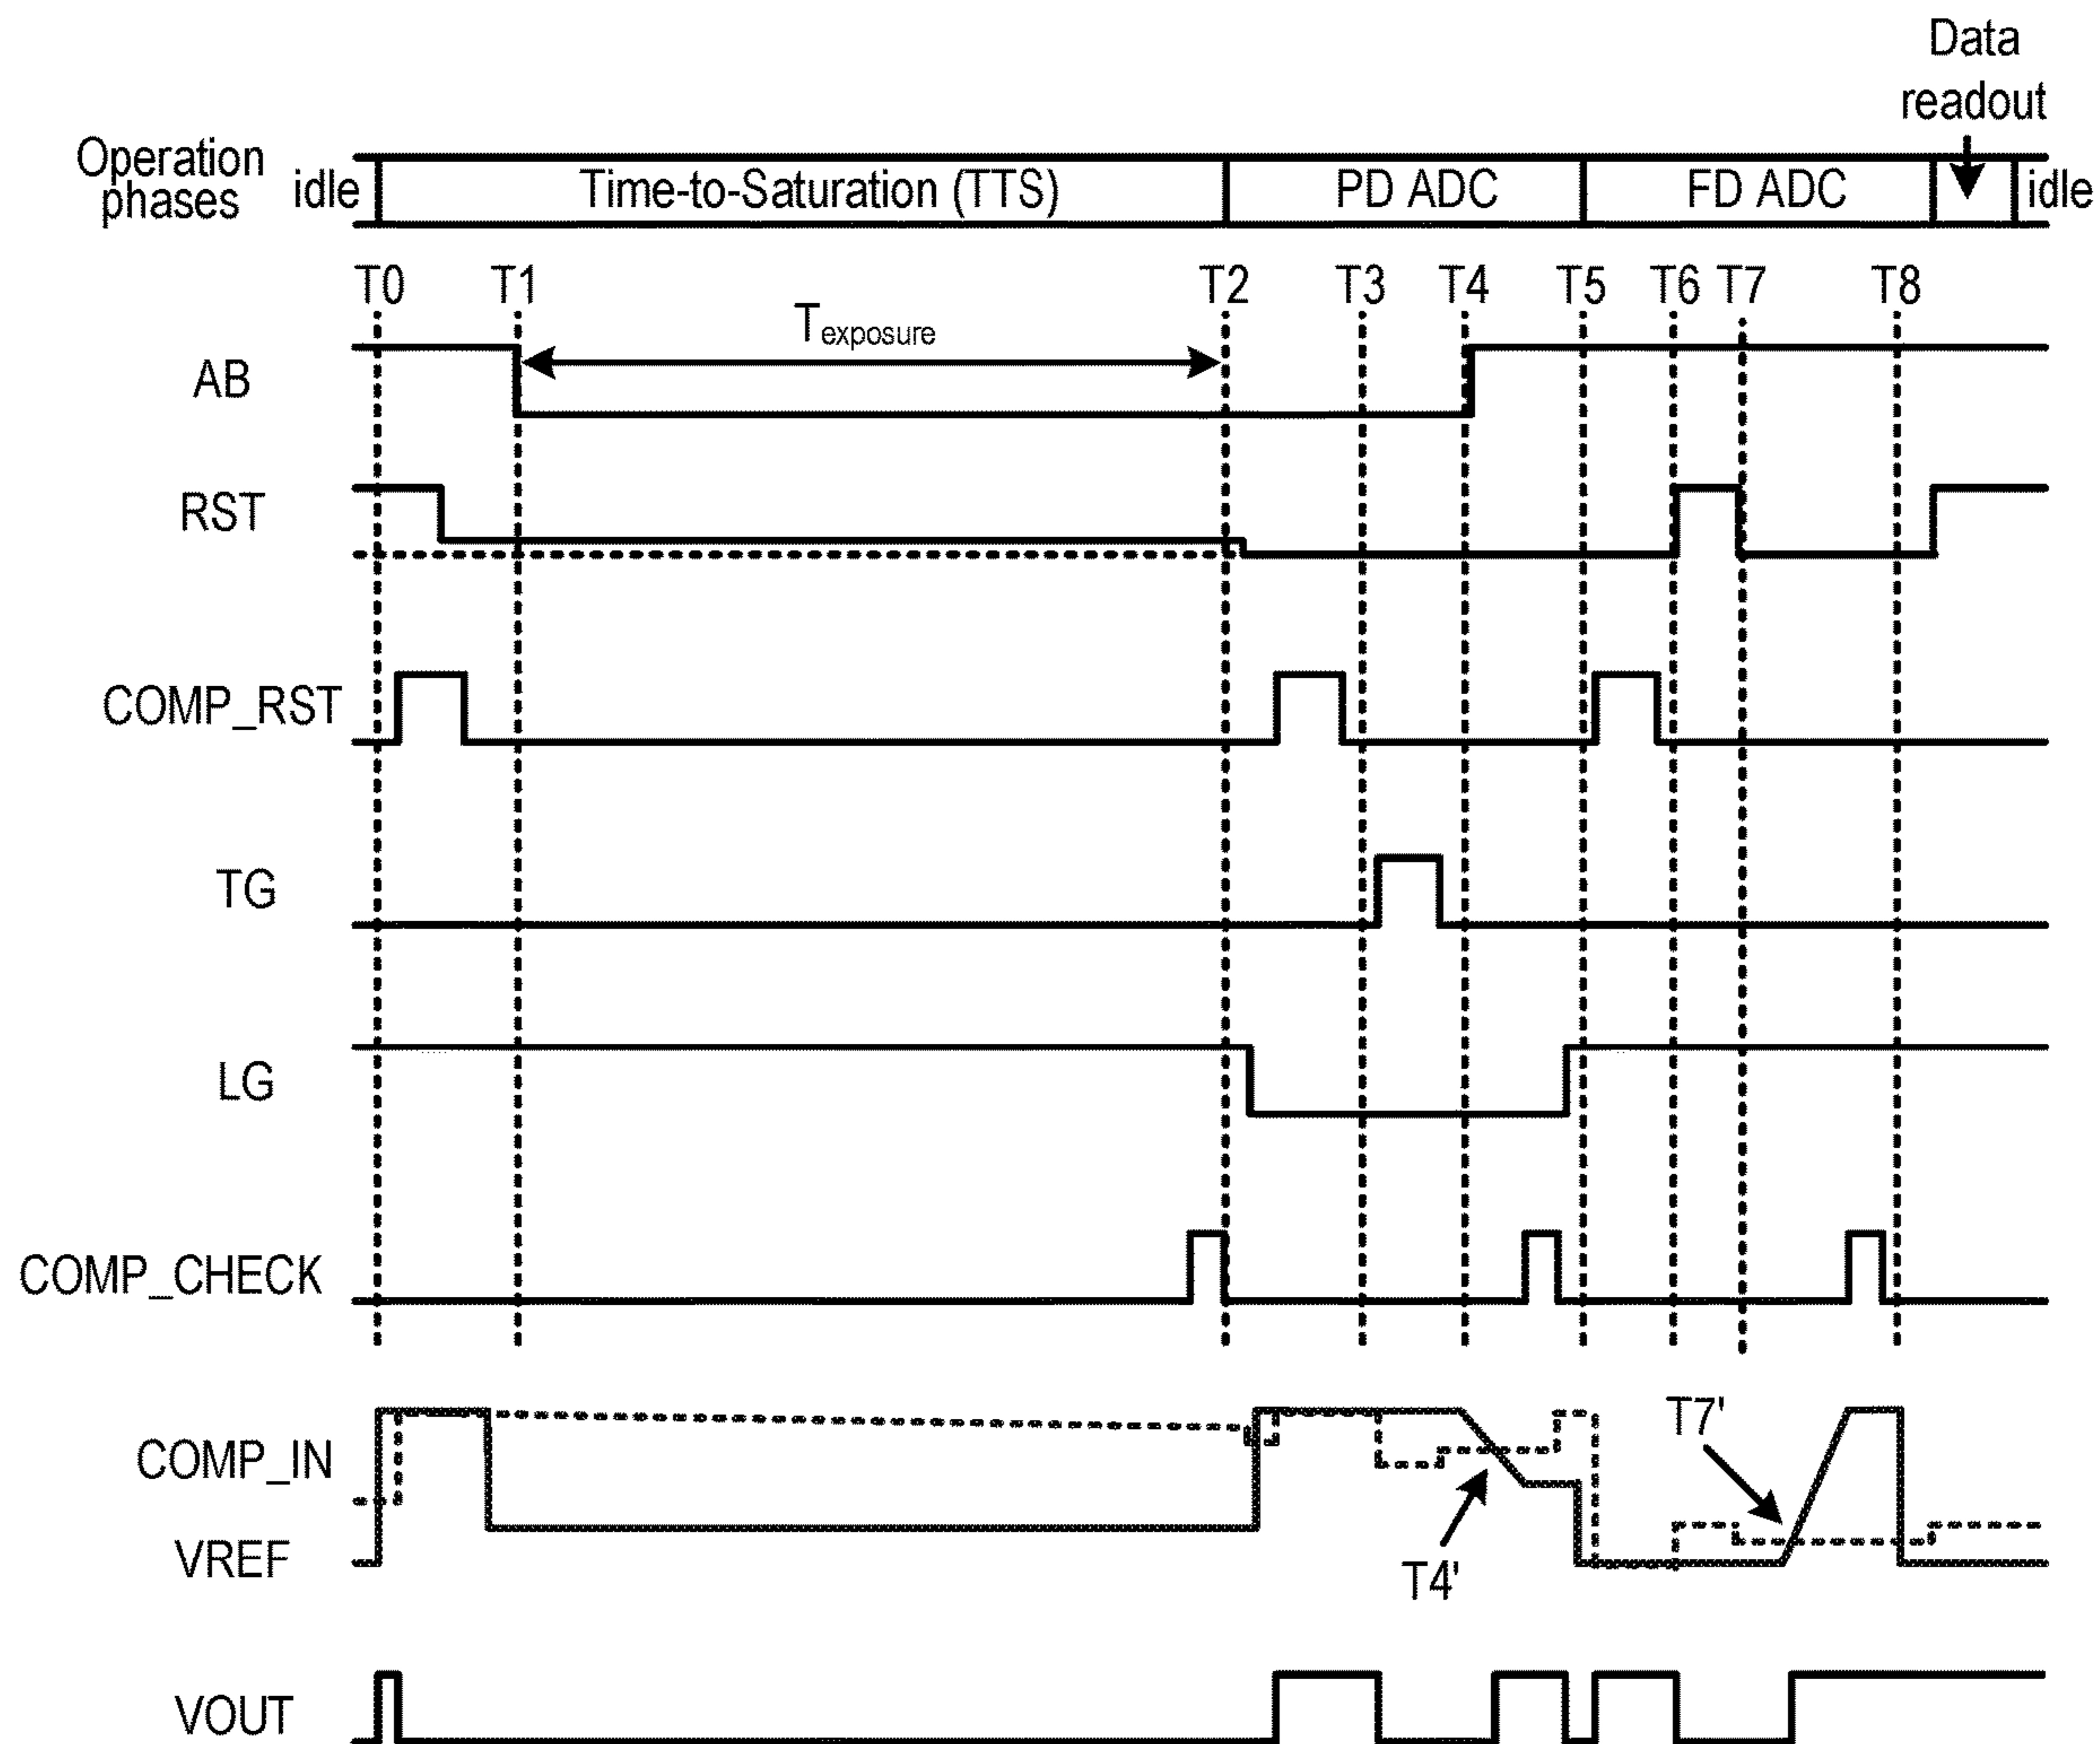 Data
readout
Operation
phases
idle
Time-to-Saturation (TTS)
PD ADC
FD ADC
idle
T0 T1 T2 T3 T4 T5 T6 T7 T8
Texposure
AB
RST
COMP_RST
TG
LG
COMP_CHECK
T7'
COMP_IN
VREF
T4'
VOUT